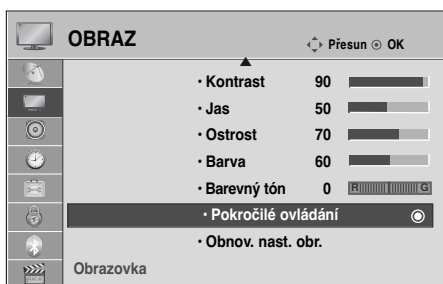 OBRAZ
Přesun OK
• Kontrast 90
• Jas 50
• Ostrost 70
• Barva 60
• Barevný tón 0 R G
• Pokročilé ovládání
• Obnov. nast. obr.
Obrazovka